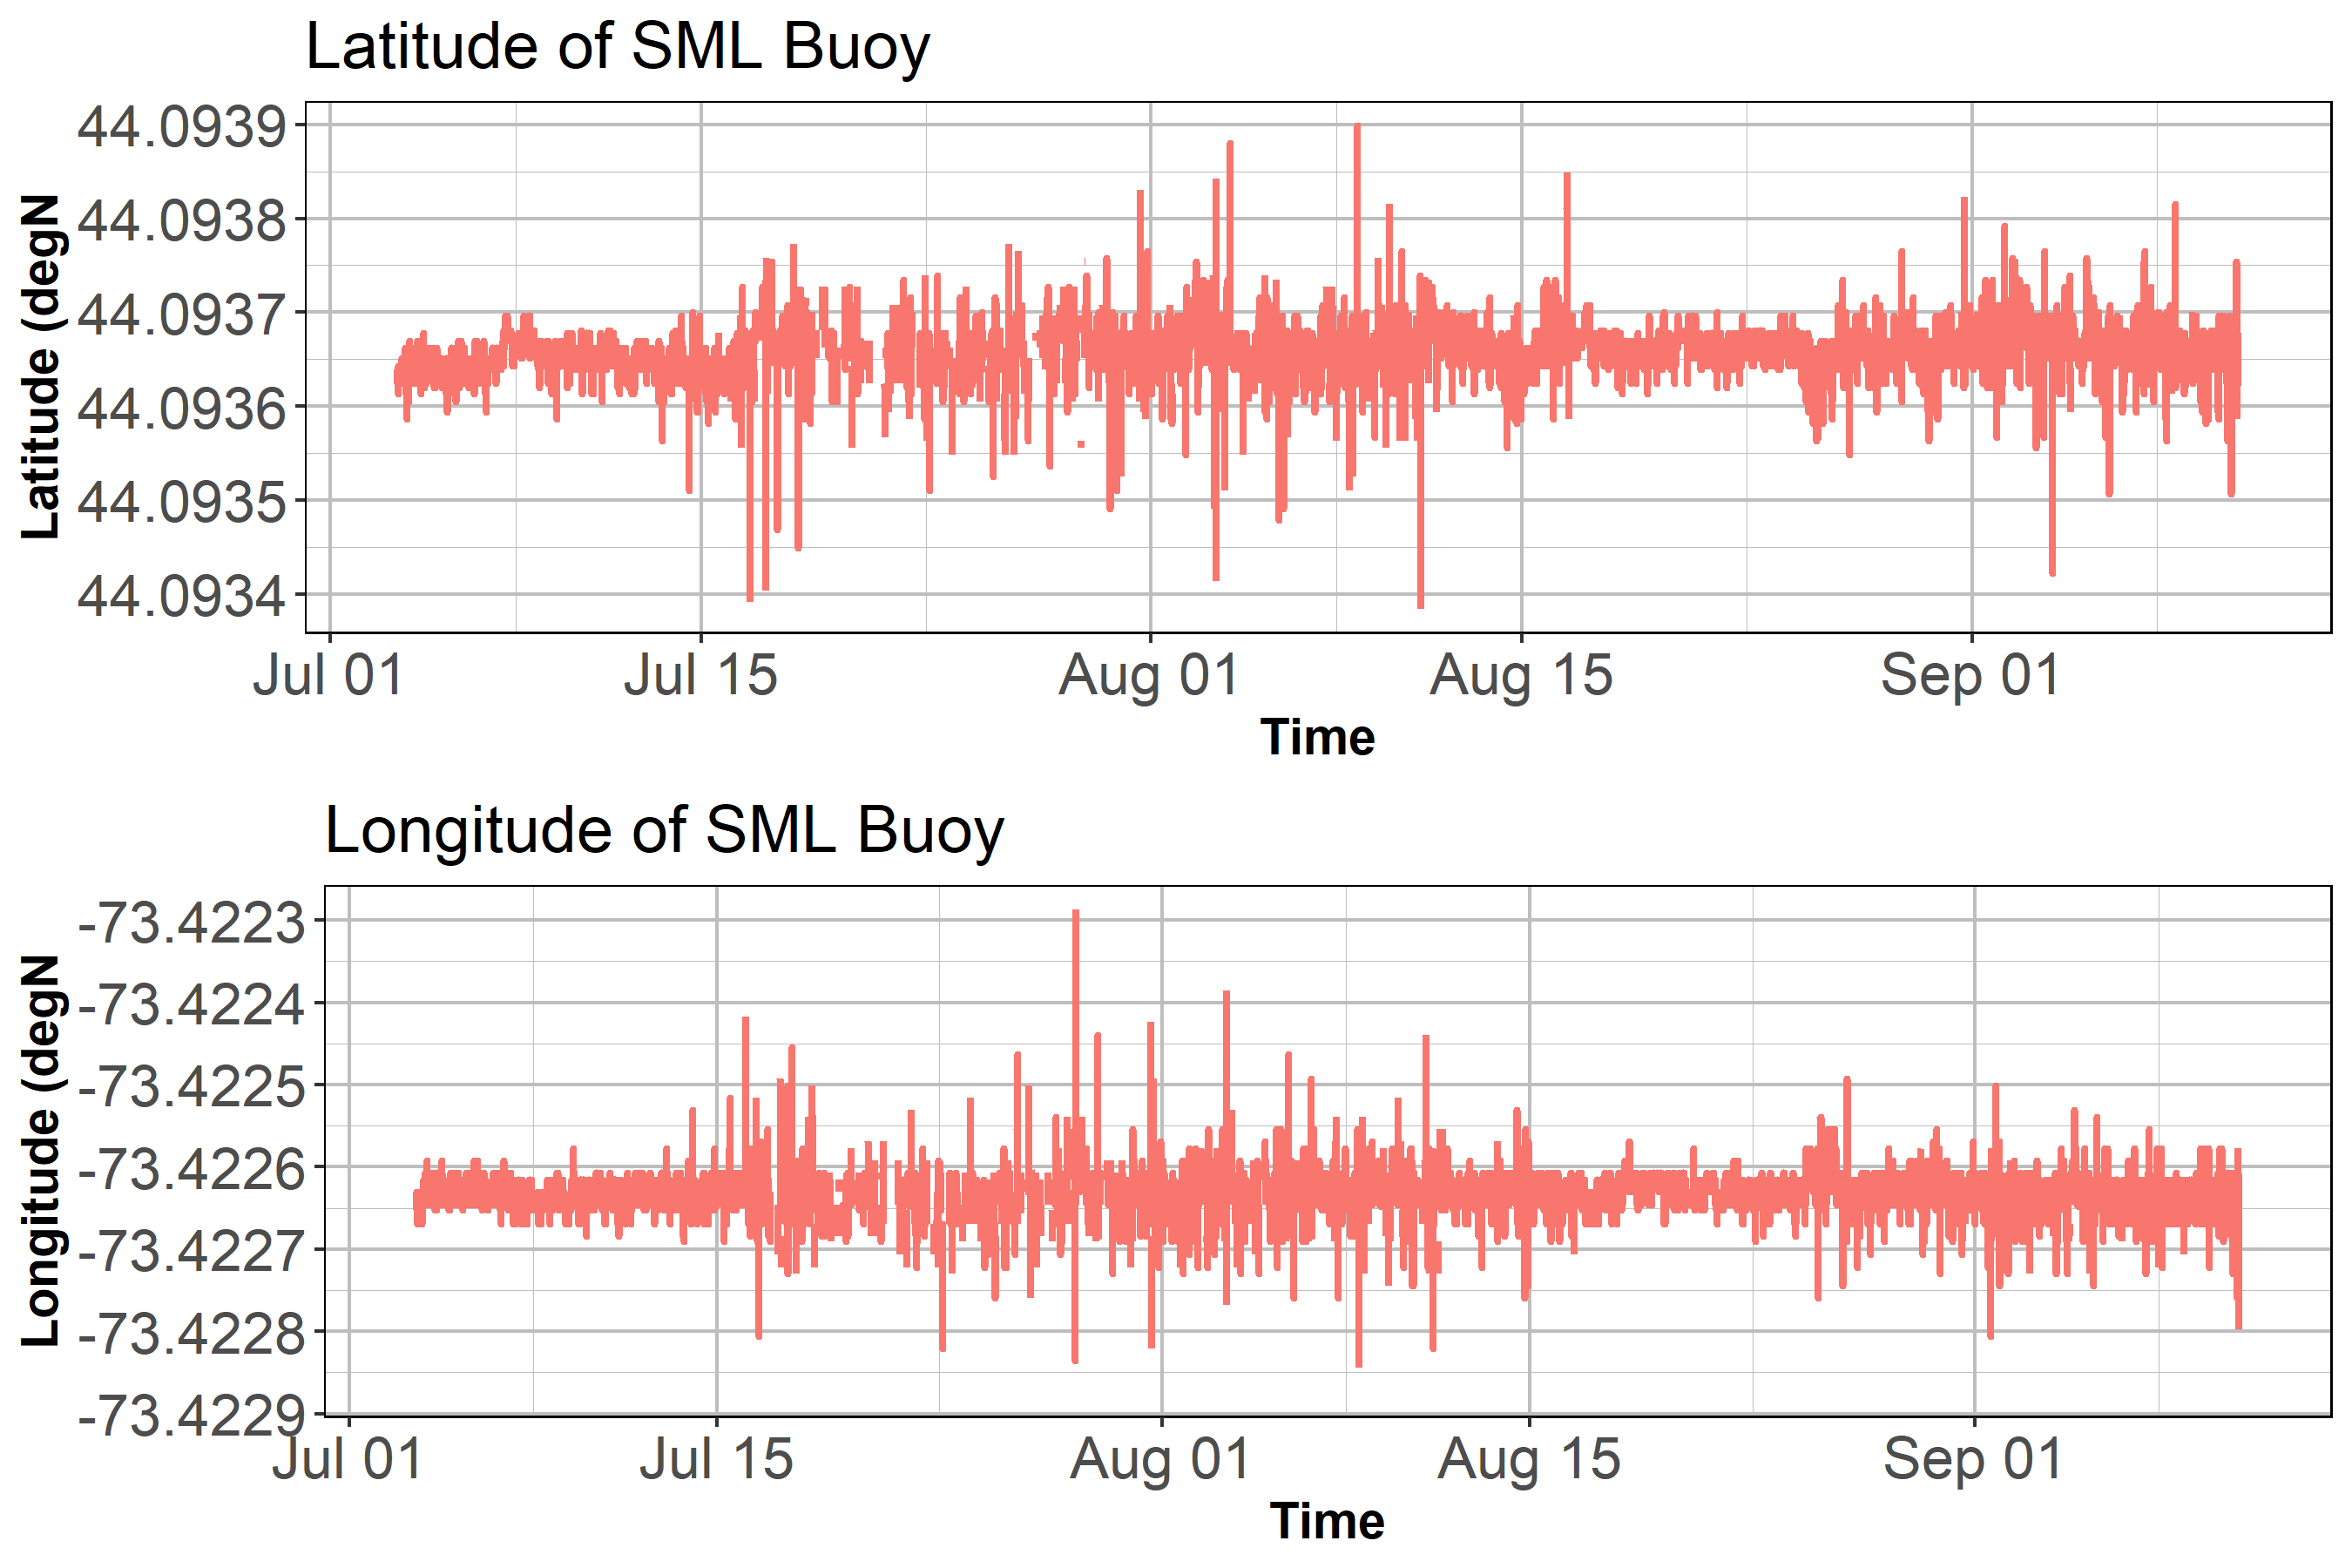 Latitude of SML Buoy
44.0939
44.0938
44.0937
44.0936
44.0935
44.0934
Latitude (degN
Jul 01 Jul 15 Aug 01 Aug 15 Sep 01
Time
Longitude of SML Buoy
-73.4223
-73.4224
-73.4225
-73.4226
-73.4227
-73.4228
-73.4229
Longitude (degN
Jul 01 Jul 15 Aug 01 Aug 15 Sep 01
Time